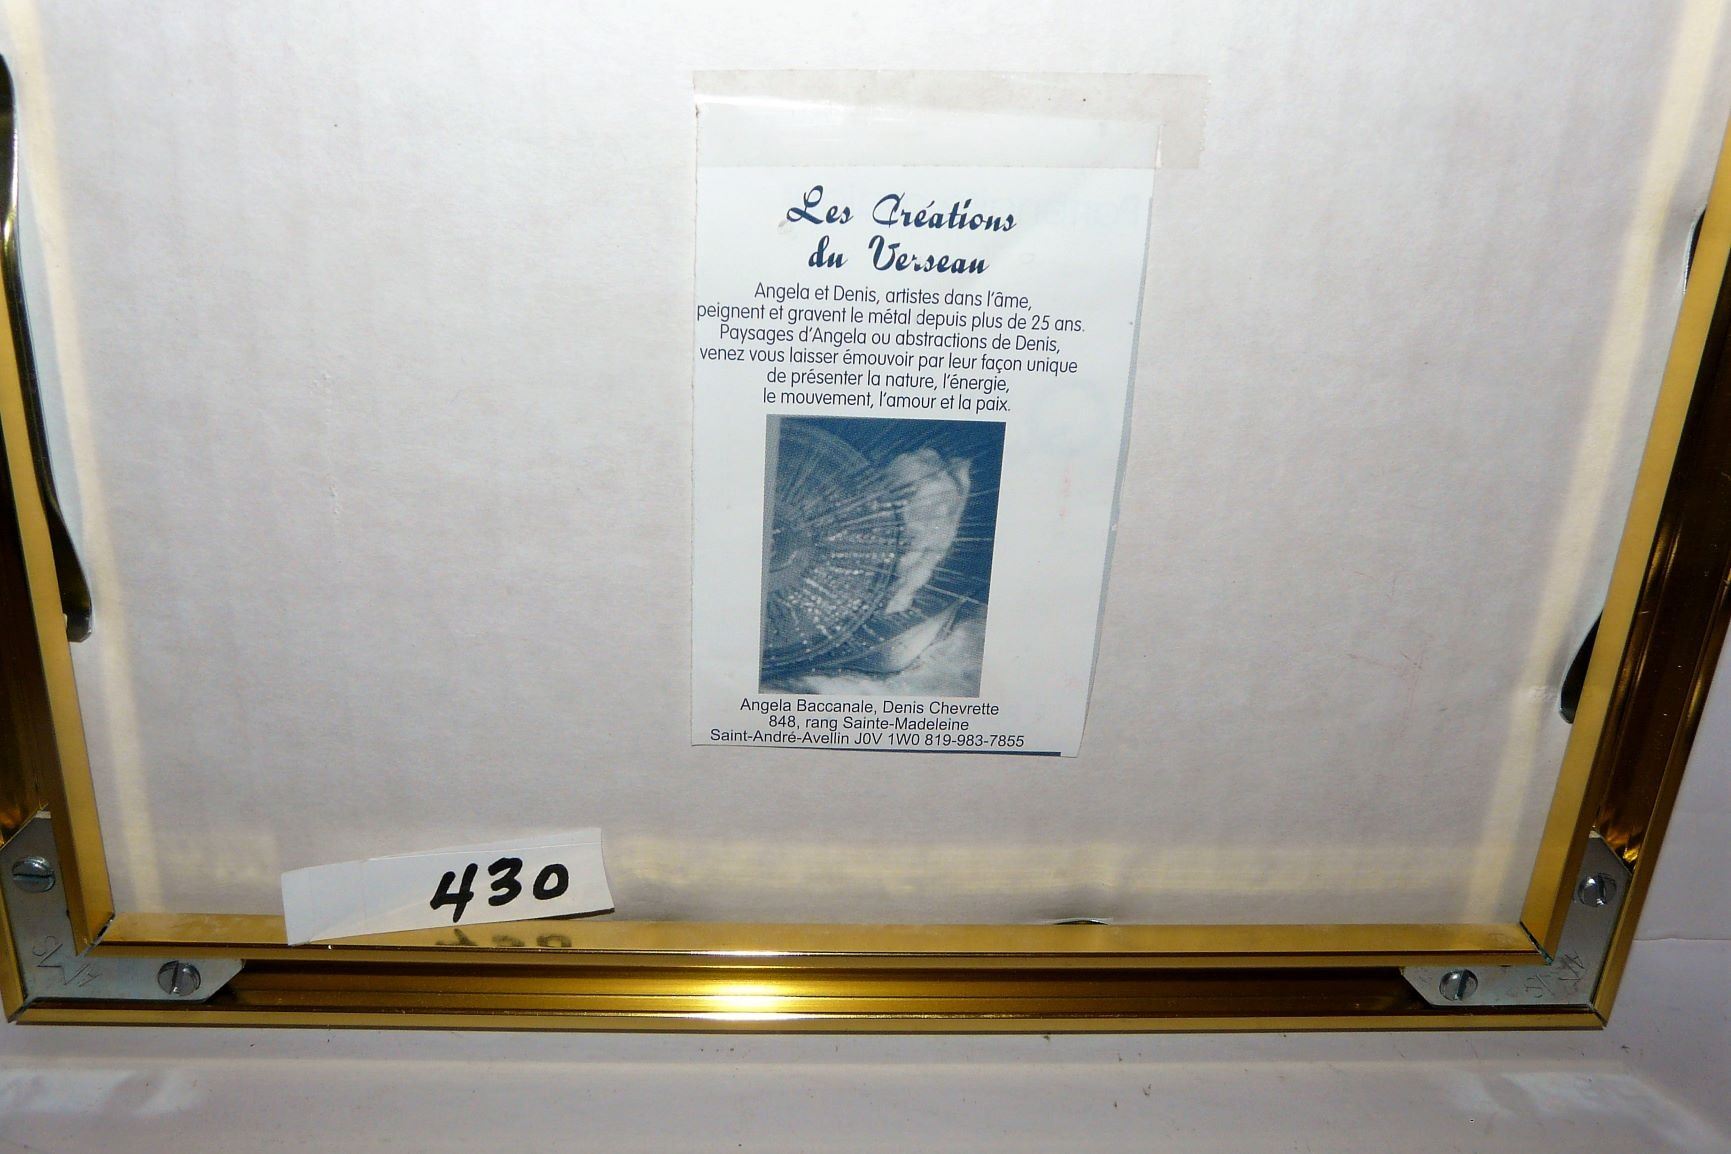 Les Créations
du Verseau
Angela et Denis, artistes dans l'âme,
peignent et gravent le métal depuis plus de 25 ans.
Paysages d'Angela ou abstractions de Denis,
venez vous laisser émouvoir par leur façon unique
de présenter la nature, l'énergie,
le mouvement, l'amour et la paix.
Angela Baccanale, Denis Chevrette
848, rang Sainte-Madeleine
Saint-André-Avellin J0V 1W0 819-983-7855
430